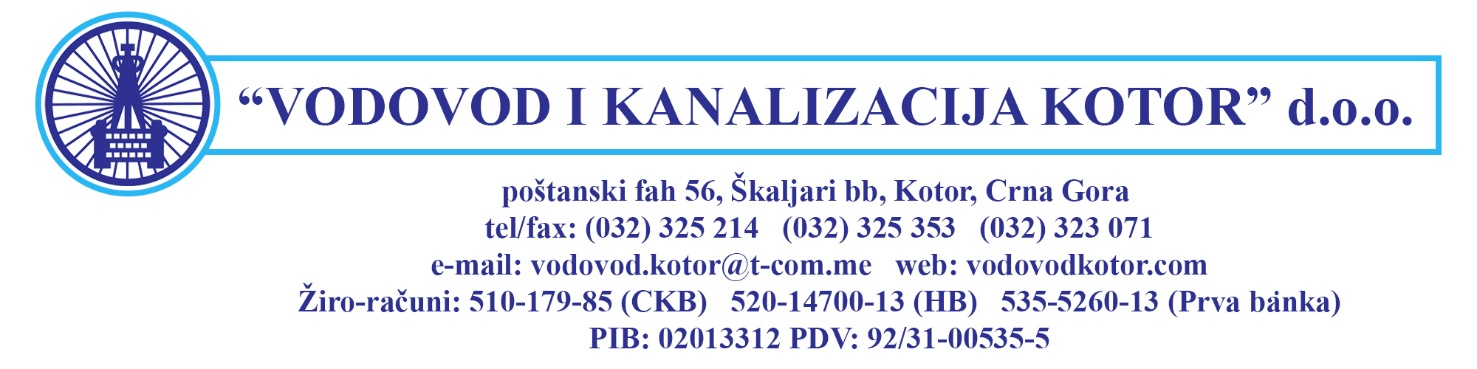 “VODOVOD I KANALIZACIJA KOTOR” d.o.o.
poštanski fah 56, Škaljari bb, Kotor, Crna Gora
tel/fax: (032) 325 214 (032) 325 353 (032) 323 071
e-mail: vodovod.kotor@t-com.me web: vodovodkotor.com
Žiro-računi: 510-179-85 (CKB) 520-14700-13 (HB) 535-5260-13 (Prva banka)
PIB: 02013312 PDV: 92/31-00535-5